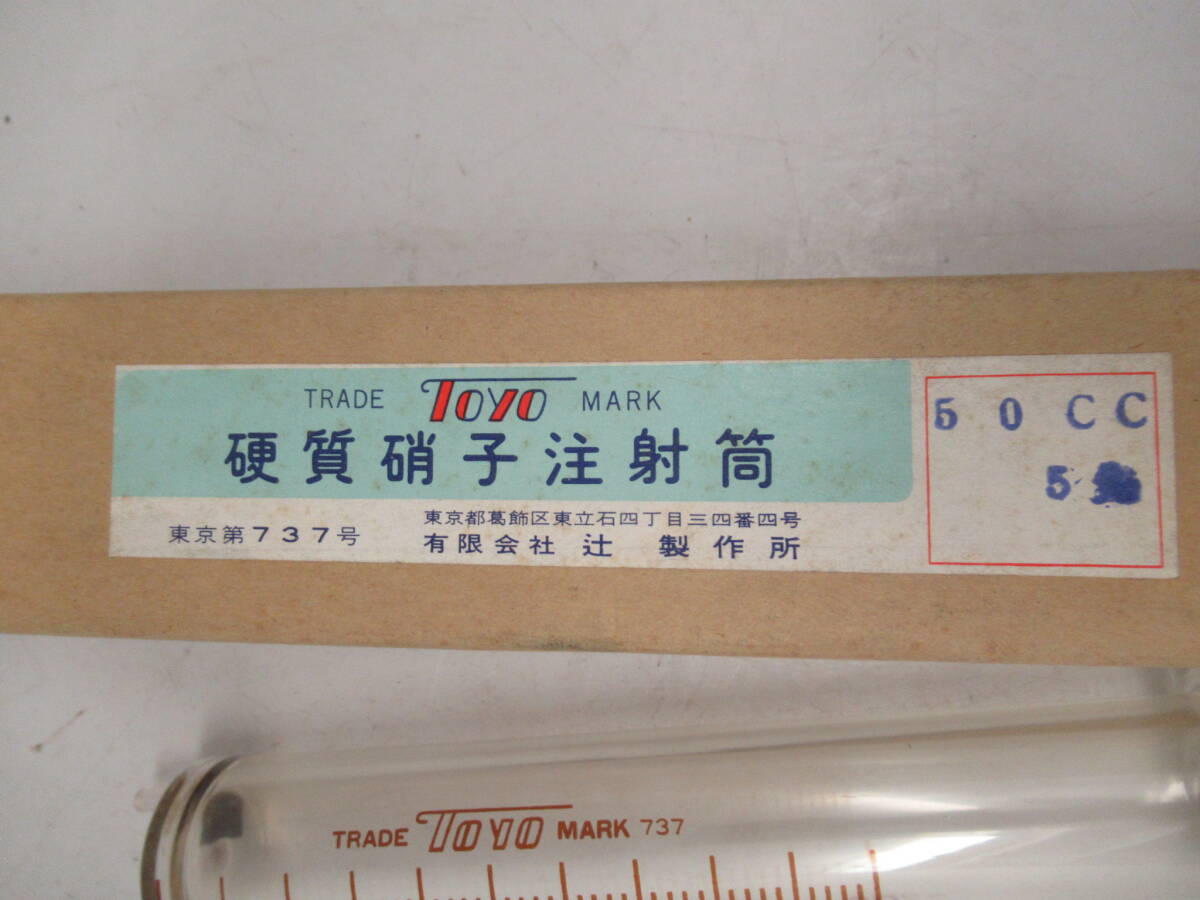 TRADE TOYO MARK
硬質硝子注射筒
東京第737号
東京都葛飾区東立石四丁目三四番四号
有限会社 辻 製作所
50CC
5
TRADE TOYO MARK 737